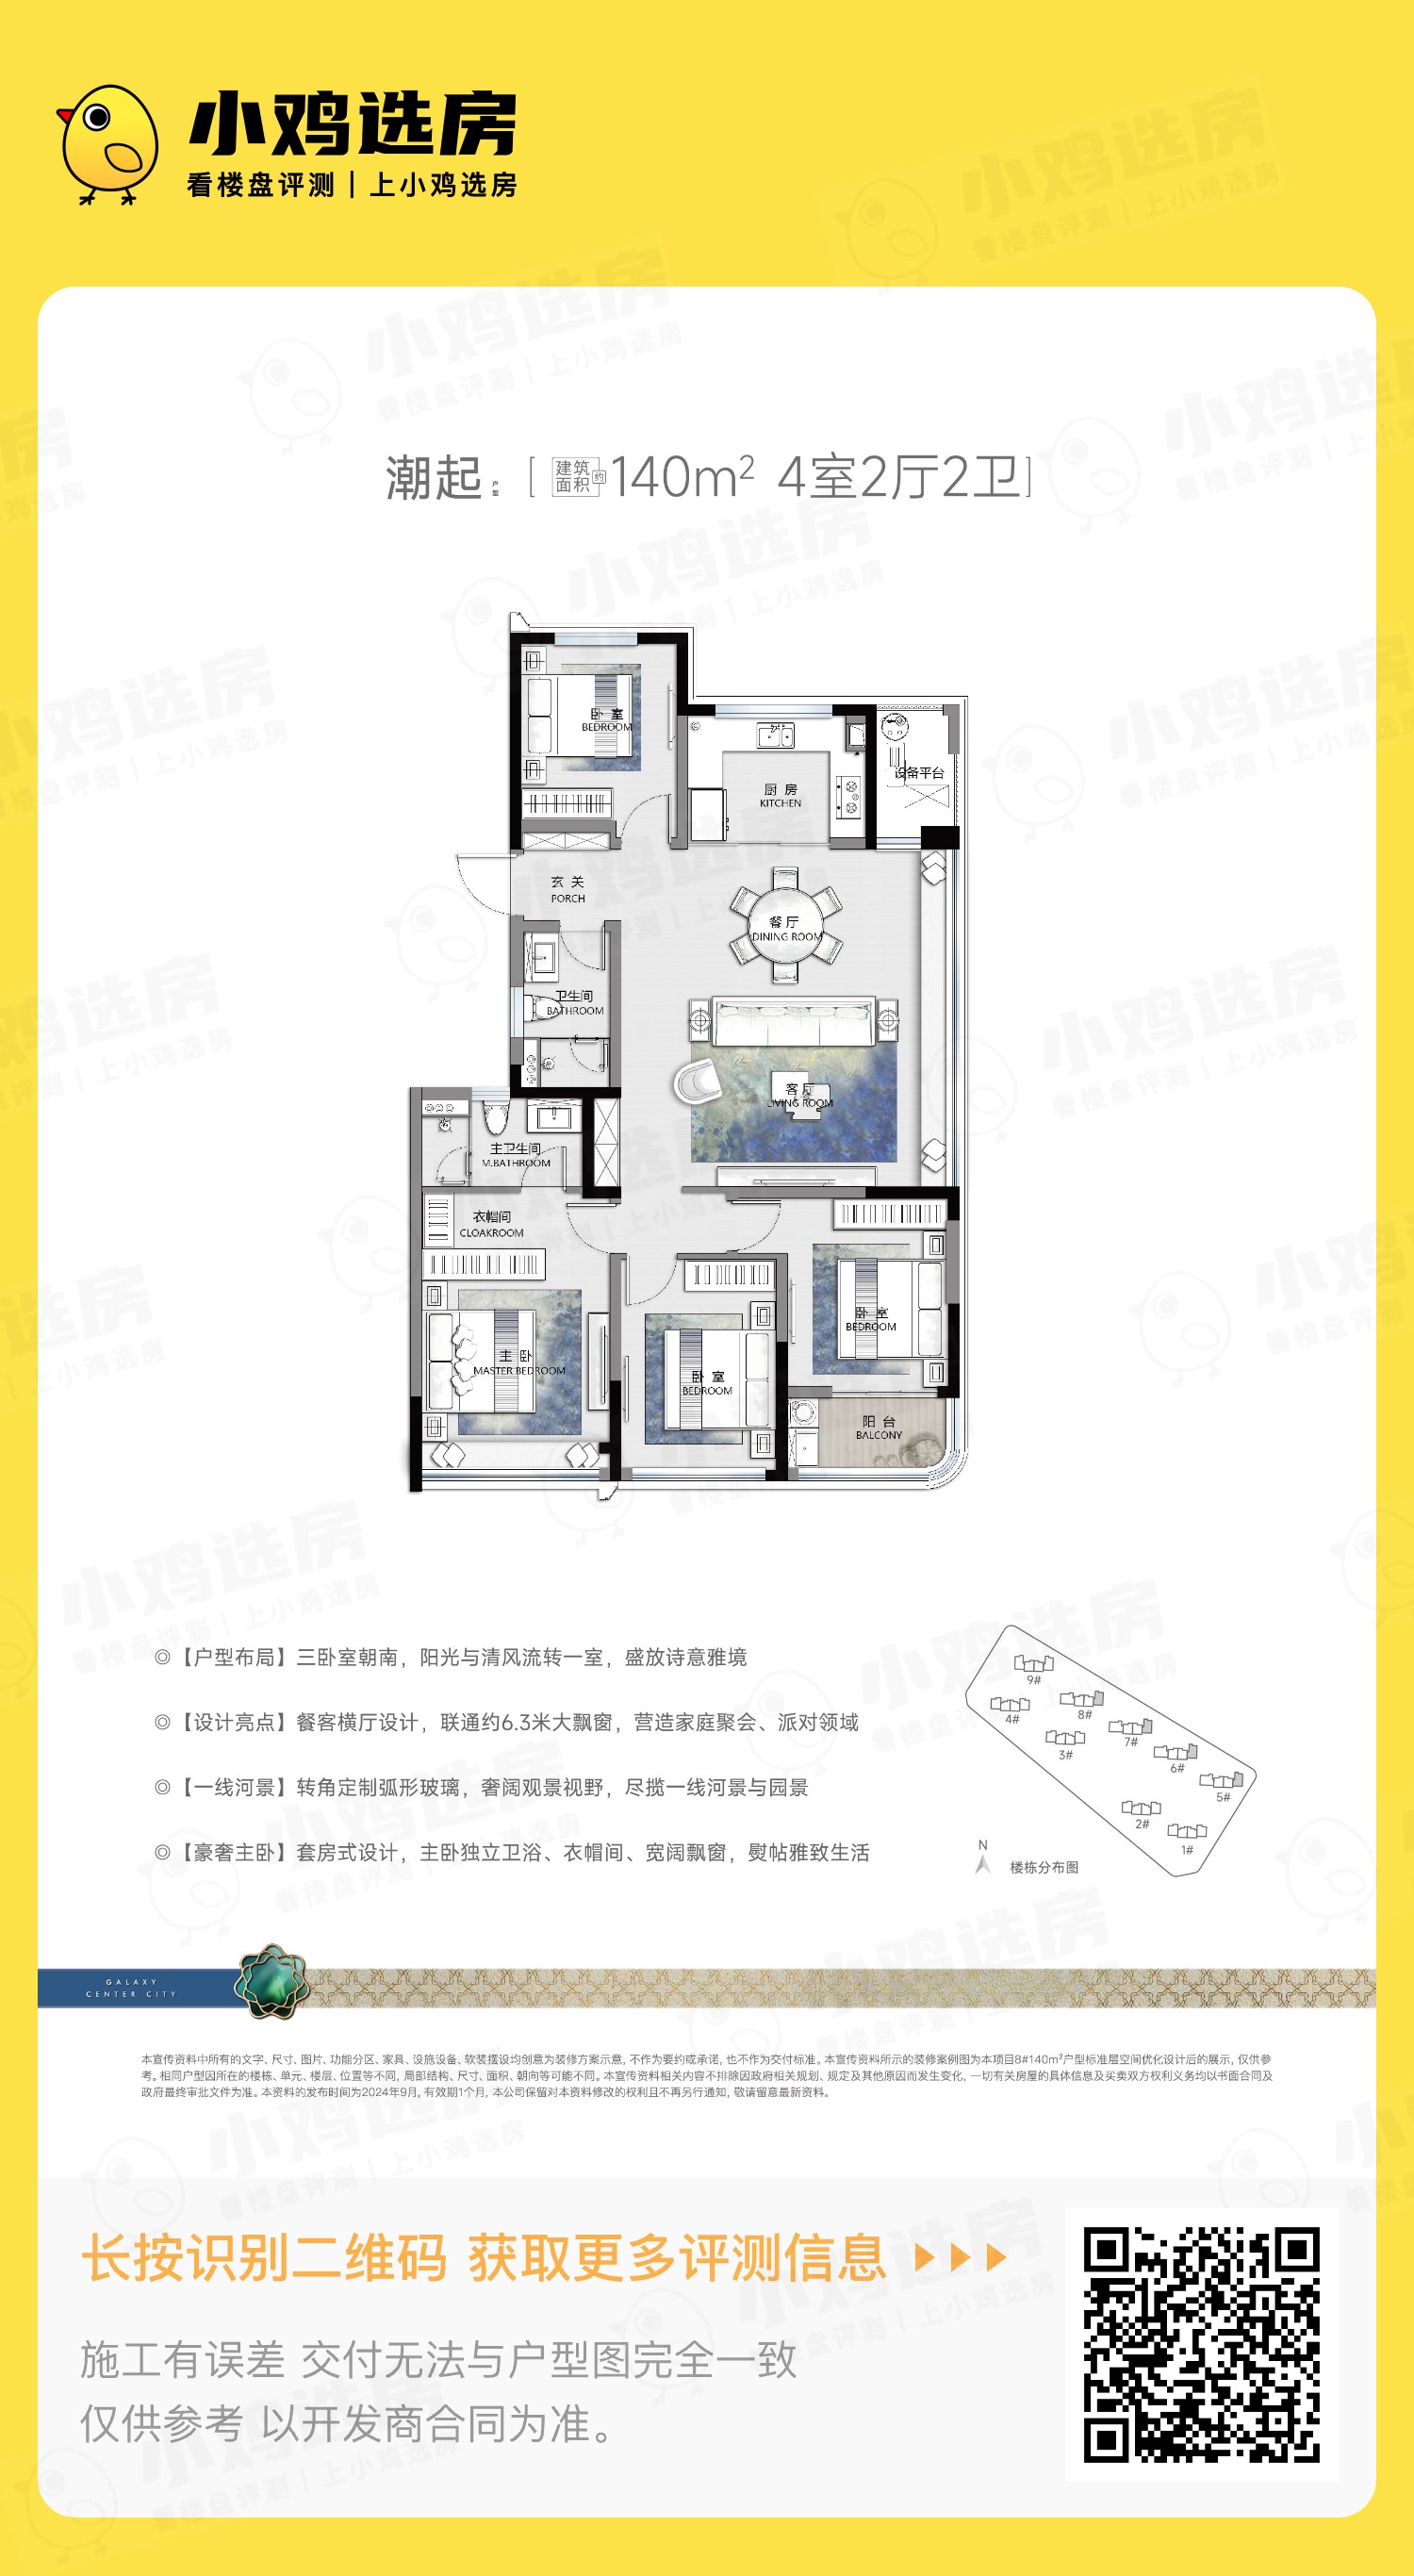 小鸡选房
看楼盘评测｜上小鸡选房
潮起 户型 [ 建筑面积约140m² 4室2厅2卫]
卧室
BEDROOM
厨房
KITCHEN
设备平台
玄关
PORCH
餐厅
DINING ROOM
卫生间
BATHROOM
客厅
LIVING ROOM
主卫生间
M.BATHROOM
衣帽间
CLOAKROOM
卧室
BEDROOM
主卧
MASTER BEDROOM
卧室
BEDROOM
阳台
BALCONY
◎【户型布局】三卧室朝南，阳光与清风流转一室，盛放诗意雅境
◎【设计亮点】餐客横厅设计，联通约6.3米大飘窗，营造家庭聚会、派对领域
◎【一线河景】转角定制弧形玻璃，奢阔观景视野，尽揽一线河景与园景
◎【豪奢主卧】套房式设计，主卧独立卫浴、衣帽间、宽阔飘窗，熨帖雅致生活
9#
4#
8#
3#
7#
6#
5#
2#
1#
N
楼栋分布图
GALAXY
CENTER CITY
本宣传资料中所有的文字、尺寸、图片、功能分区、家具、设施设备、软装摆设均创意为装修方案示意，不作为要约或承诺，也不作为交付标准。本宣传资料所示的装修案例图为本项目8#140m²户型标准层空间优化设计后的展示，仅供参
考。相同户型因所在的楼栋、单元、楼层、位置等不同，局部结构、尺寸、面积、朝向等可能不同。本宣传资料相关内容不排除因政府相关规划、规定及其他原因而发生变化，一切有关房屋的具体信息及买卖双方权利义务均以书面合同及
政府最终审批文件为准。本资料的发布时间为2024年9月，有效期1个月，本公司保留对本资料修改的权利且不再另行通知，敬请留意最新资料。
长按识别二维码 获取更多评测信息
施工有误差 交付无法与户型图完全一致
仅供参考 以开发商合同为准。